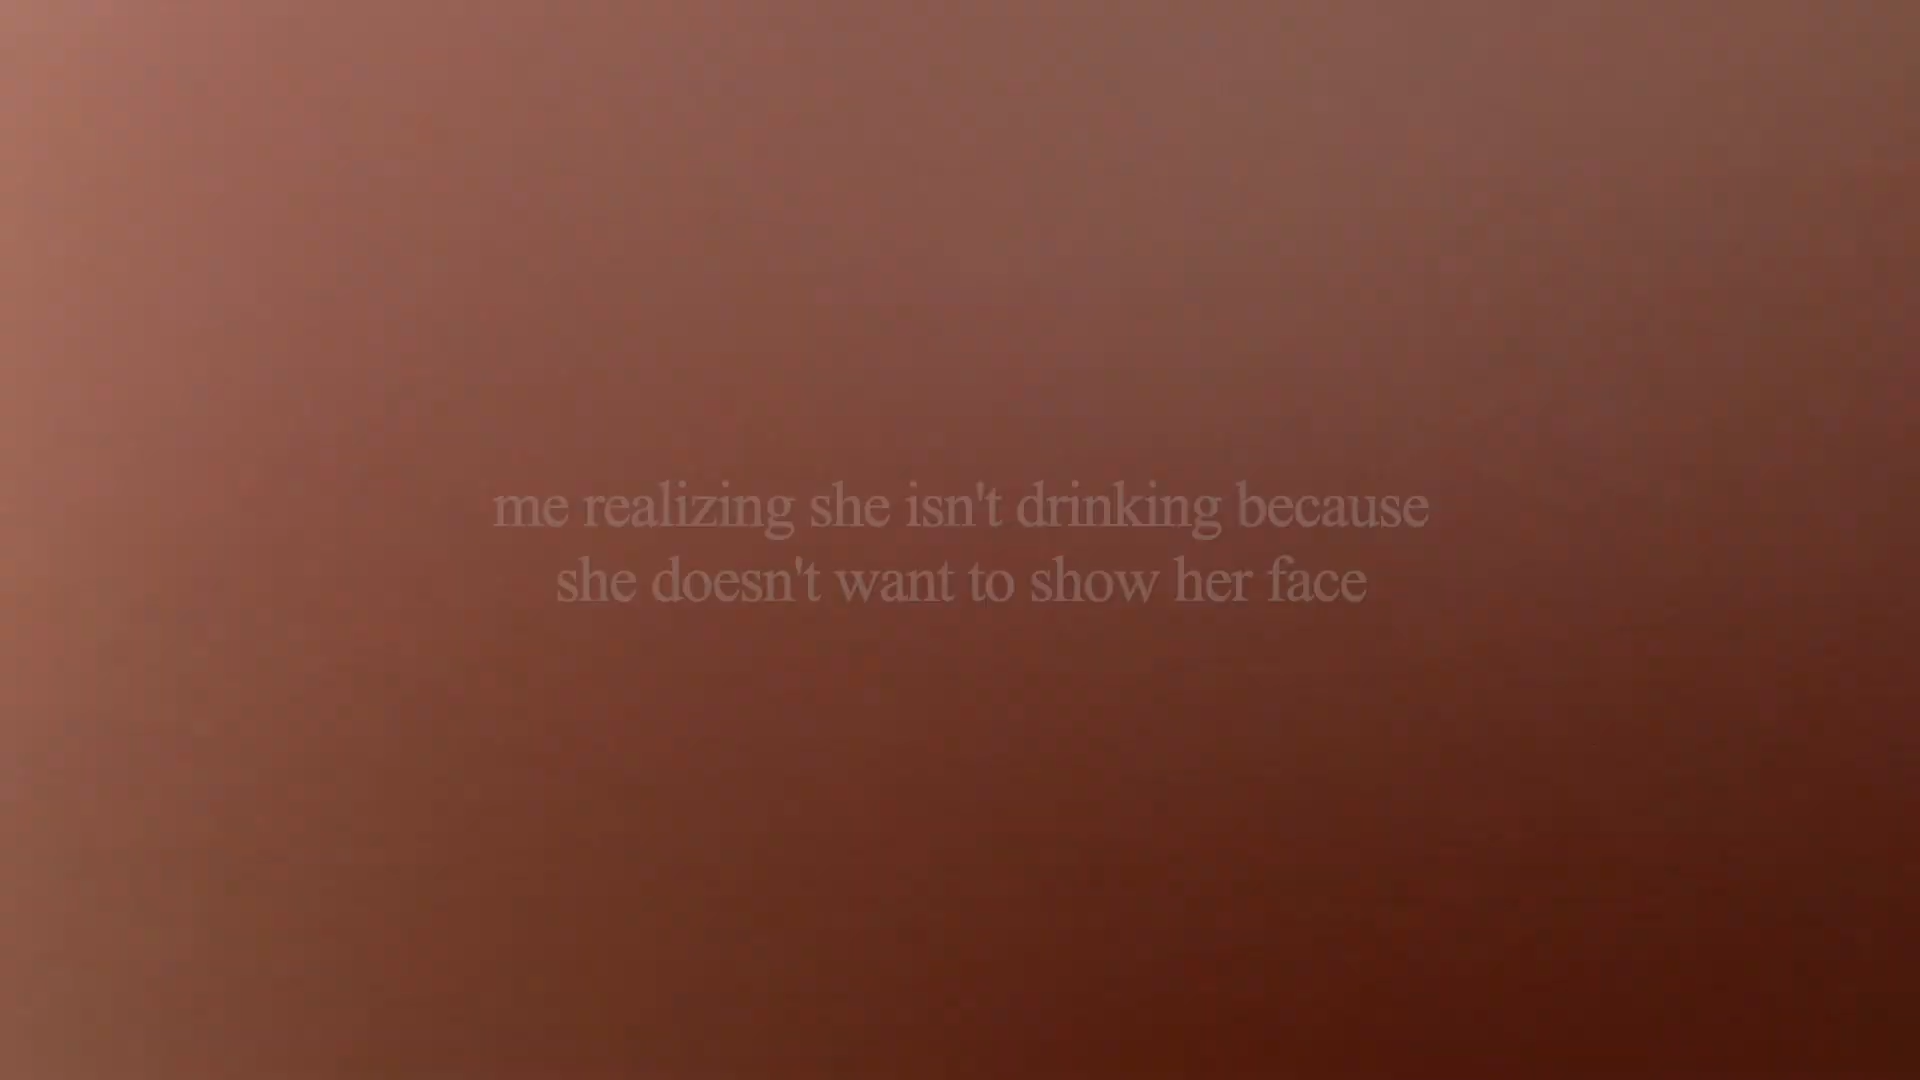 me realizing she isn't drinking because
she doesn't want to show her face